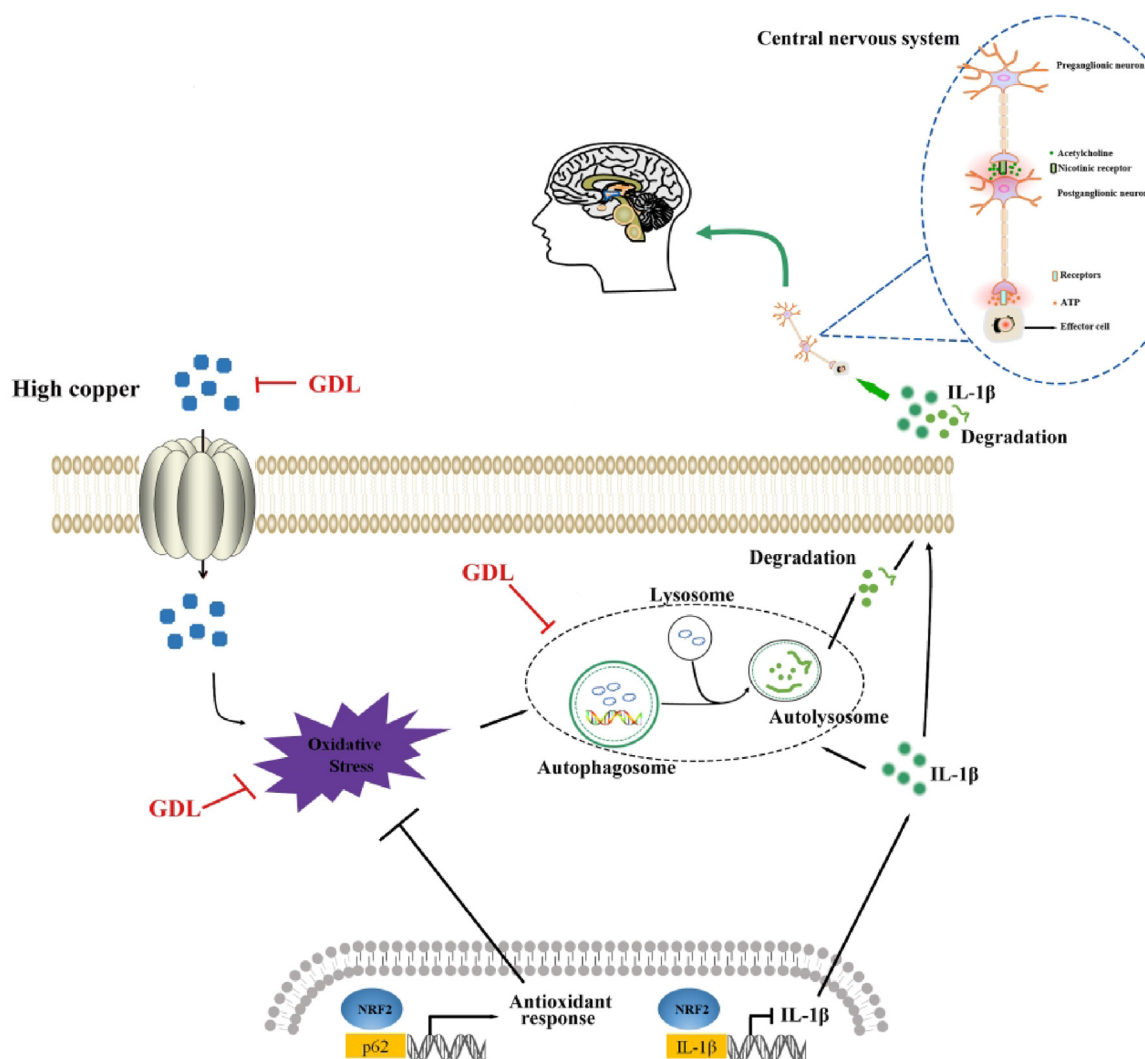 Central nervous system
Preganglionic neuron
Acetylcholine
Nicotinic receptor
Postganglionic neuron
Receptors
ATP
Effector cell
High copper
GDL
IL-1β
Degradation
GDL
Degradation
Lysosome
Autolysosome
Autophagosome
Oxidative
Stress
IL-1β
GDL
NRF2
p62
Antioxidant
response
NRF2
IL-1β
IL-1β